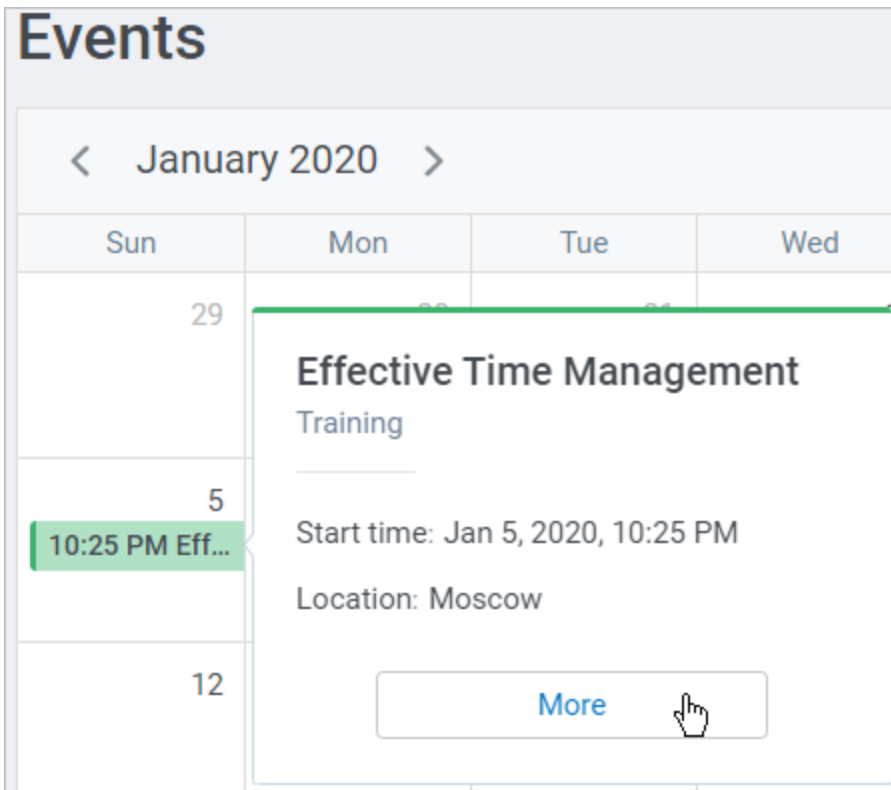 Events
January 2020
Sun Mon Tue Wed
29
Effective Time Management
Training
5
10:25 PM Eff...
Start time: Jan 5, 2020, 10:25 PM
Location: Moscow
12
More